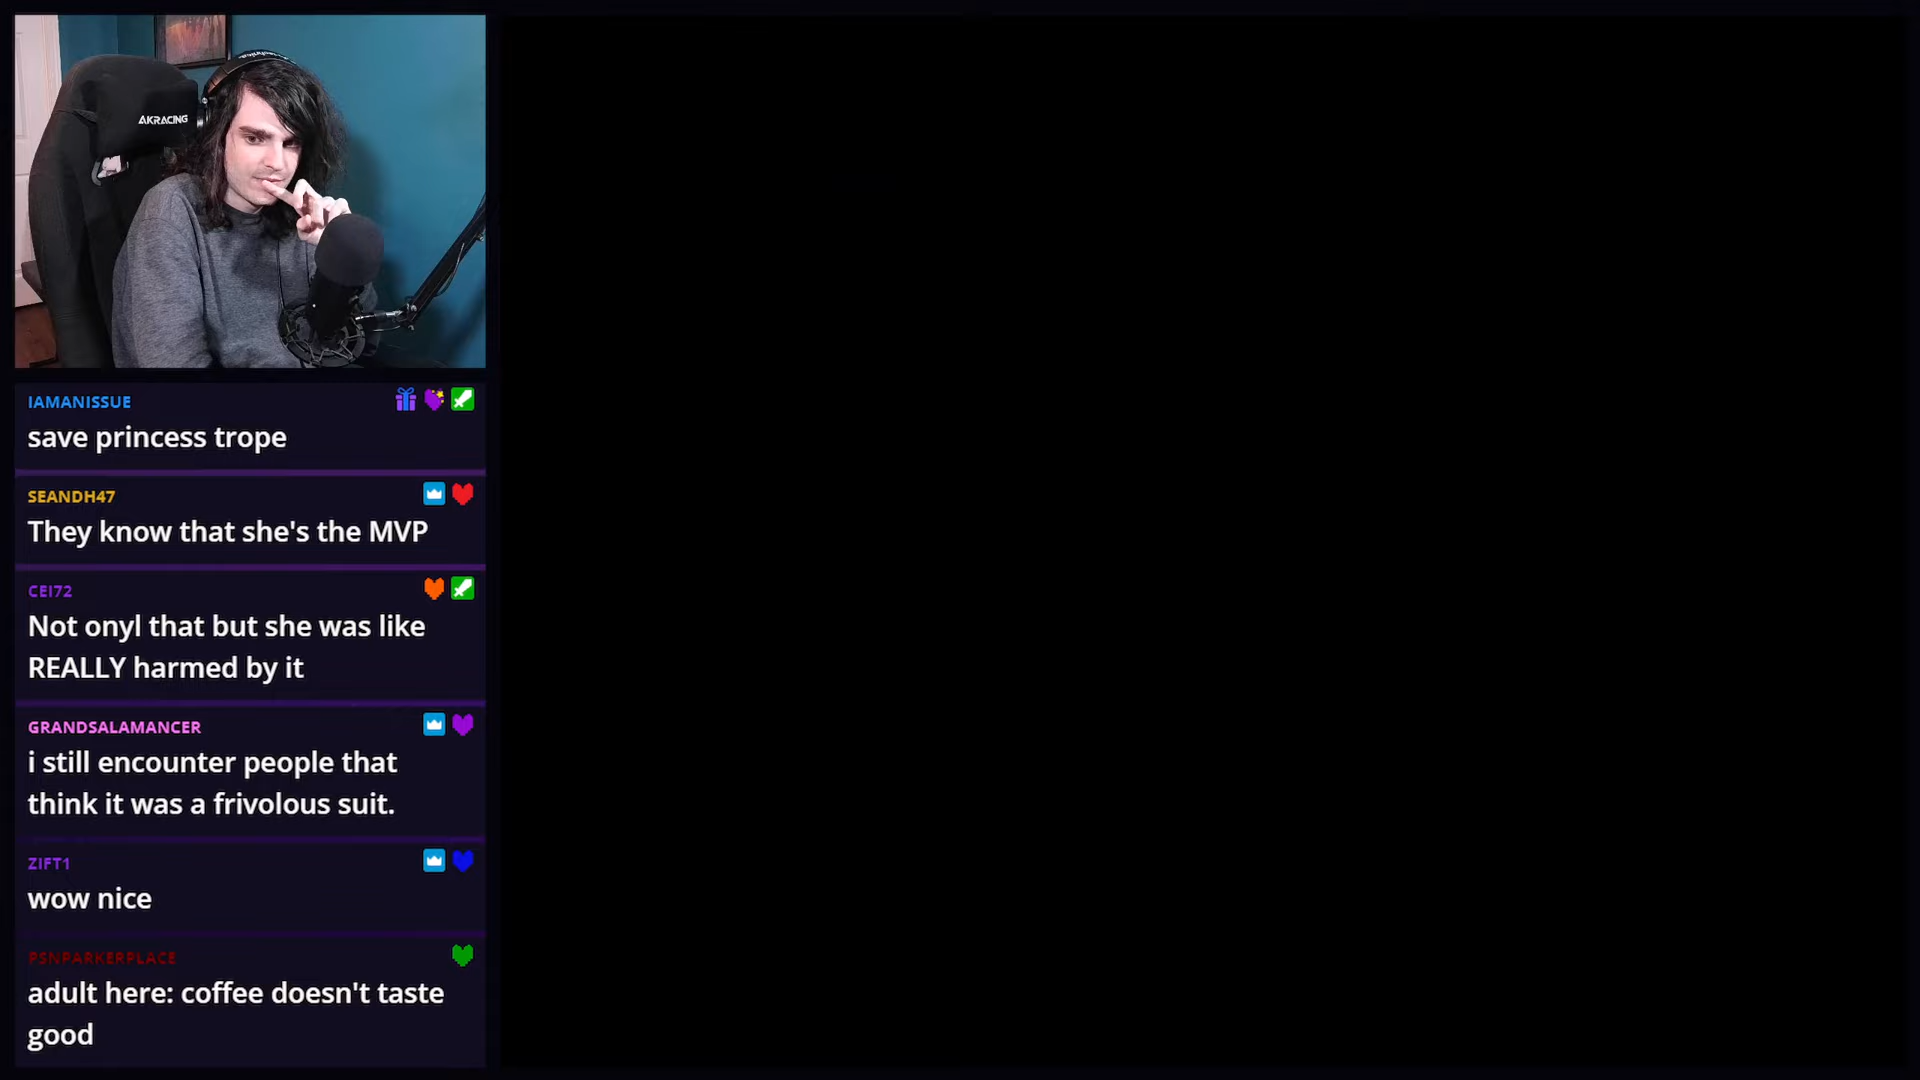 AKRACING
IAMANISSUE
save princess trope
SEANDH47
They know that she's the MVP
CEI72
Not onyl that but she was like
REALLY harmed by it
GRANDSALAMANCER
i still encounter people that
think it was a frivolous suit.
ZIFT1
wow nice
PSNPARKERPLACE
adult here: coffee doesn't taste
good